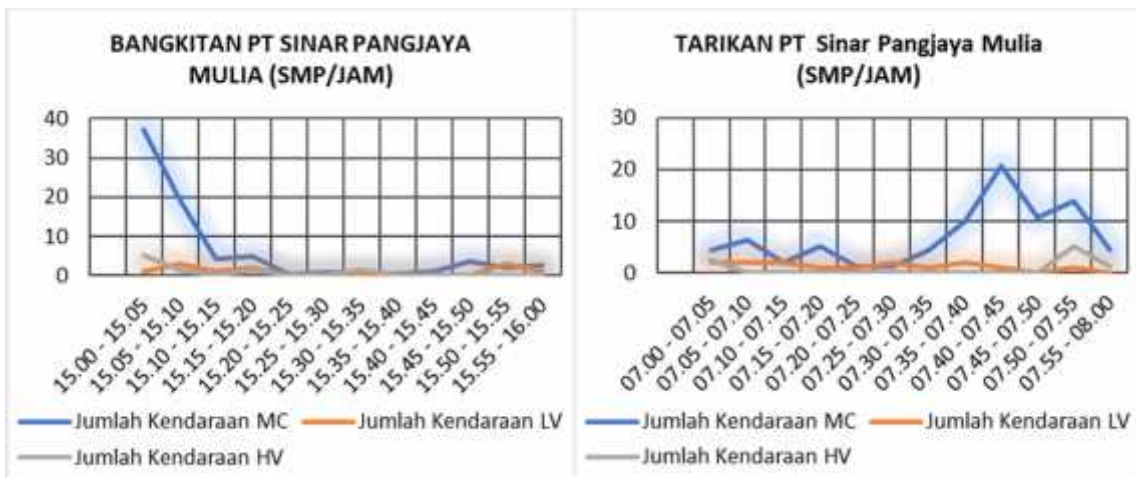 BANGKITAN PT SINAR PANGJAYA
MULIA (SMP/JAM)
40
30
20
10
0
15.00 - 15.05
15.05 - 15.10
15.10 - 15.15
15.15 - 15.20
15.20 - 15.25
15.25 - 15.30
15.30 - 15.35
15.35 - 15.40
15.40 - 15.45
15.45 - 15.50
15.50 - 15.55
15.55 - 16.00
Jumlah Kendaraan MC
Jumlah Kendaraan LV
Jumlah Kendaraan HV
TARIKAN PT Sinar Pangjaya Mulia
(SMP/JAM)
30
20
10
0
07.00 - 07.05
07.05 - 07.10
07.10 - 07.15
07.15 - 07.20
07.20 - 07.25
07.25 - 07.30
07.30 - 07.35
07.35 - 07.40
07.40 - 07.45
07.45 - 07.50
07.50 - 07.55
07.55 - 08.00
Jumlah Kendaraan MC
Jumlah Kendaraan LV
Jumlah Kendaraan HV